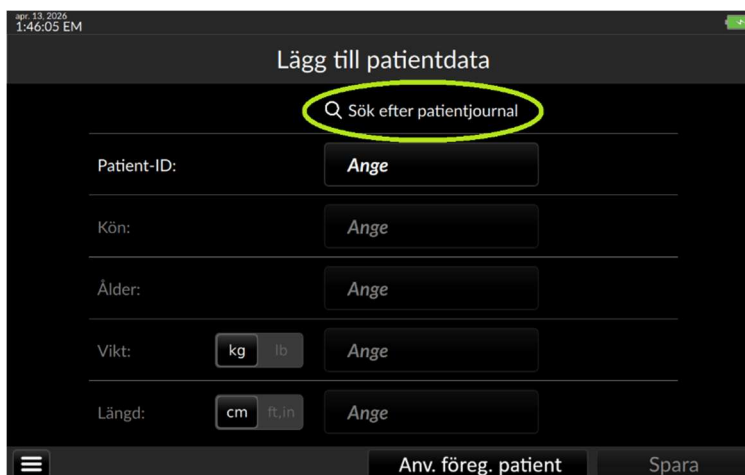 apr. 13, 2026
1:46:05 EM
Lägg till patientdata
Sök efter patientjournal
Patient-ID: Ange
Kön: Ange
Ålder: Ange
Vikt: kg lb Ange
Längd: cm ft,in Ange
Anv. föreg. patient Spara